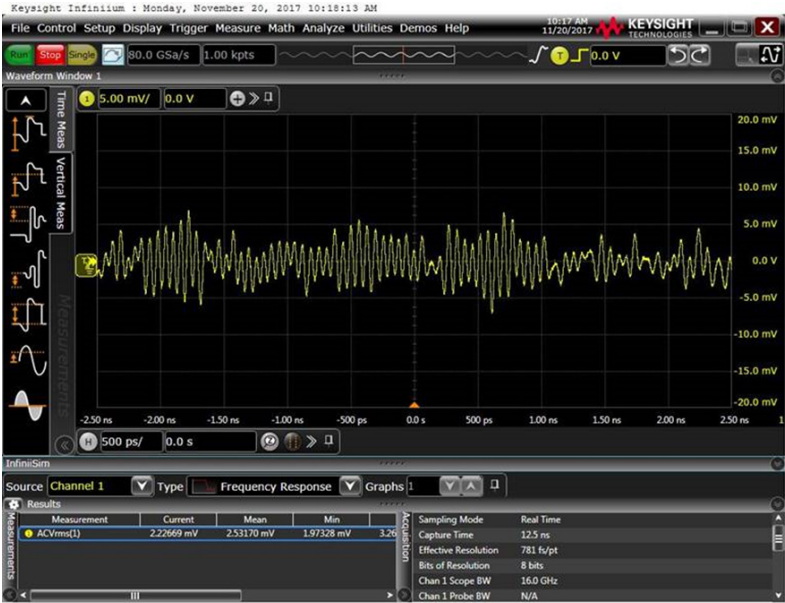 Keysight Infiniium : Monday, November 20, 2017 10:18:13 AM
File Control Setup Display Trigger Measure Math Analyze Utilities Demos Help
10:17 AM
11/20/2017
KEYSIGHT
TECHNOLOGIES
Run Stop Single 80.0 GSa/s 1.00 kpts T 0.0 V
Waveform Window 1
Time Meas
Vertical Meas
Measurements
1 5.00 mV/ 0.0 V
20.0 mV
15.0 mV
10.0 mV
5.0 mV
0.0 V
-5.0 mV
-10.0 mV
-15.0 mV
-20.0 mV
-2.50 ns -2.00 ns -1.50 ns -1.00 ns -500 ps 0.0 s 500 ps 1.00 ns 1.50 ns 2.00 ns 2.50 ns 1
H 500 ps/ 0.0 s
InfiniiSim
Source Channel 1 Type Frequency Response Graphs 1
Results
Measurements
Measurement Current Mean Min
ACVrms(1) 2.22669 mV 2.53170 mV 1.97328 mV 3.26
Acquisition
Sampling Mode Real Time
Capture Time 12.5 ns
Effective Resolution 781 fs/pt
Bits of Resolution 8 bits
Chan 1 Scope BW 16.0 GHz
Chan 1 Probe BW N/A